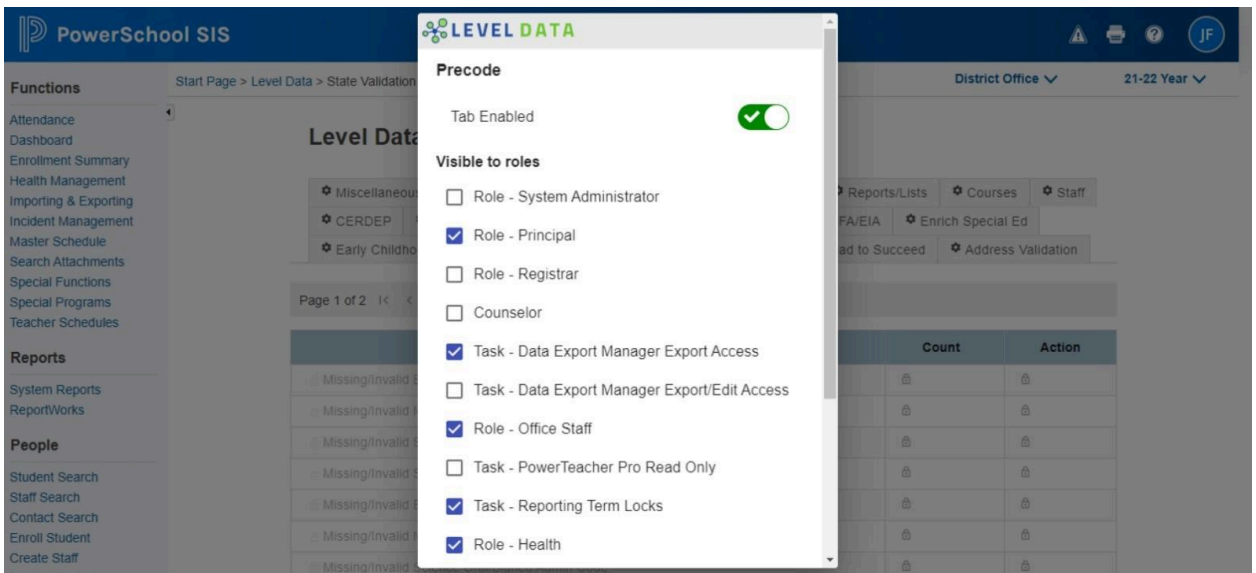 PowerSchool SIS
JF
LEVEL DATA
Functions
Attendance
Dashboard
Enrollment Summary
Health Management
Importing & Exporting
Incident Management
Master Schedule
Search Attachments
Special Functions
Special Programs
Teacher Schedules
Reports
System Reports
ReportWorks
People
Student Search
Staff Search
Contact Search
Enroll Student
Create Staff
Start Page > Level Data > State Validation
District Office
21-22 Year
Level Data
Miscellaneous
Reports/Lists
Courses
Staff
CERDEP
FA/EIA
Enrich Special Ed
Early Childho
ad to Succeed
Address Validation
Page 1 of 2
Count
Action
Missing/Invalid
Missing/Invalid
Missing/Invalid
Missing/Invalid
Missing/Invalid
Missing/Invalid
Missing/Invalid
Precode
Tab Enabled
Visible to roles
Role - System Administrator
Role - Principal
Role - Registrar
Counselor
Task - Data Export Manager Export Access
Task - Data Export Manager Export/Edit Access
Role - Office Staff
Task - PowerTeacher Pro Read Only
Task - Reporting Term Locks
Role - Health